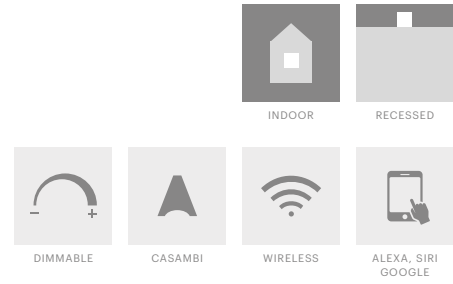 INDOOR
RECESSED
DIMMABLE
CASAMBI
WIRELESS
ALEXA, SIRI
GOOGLE